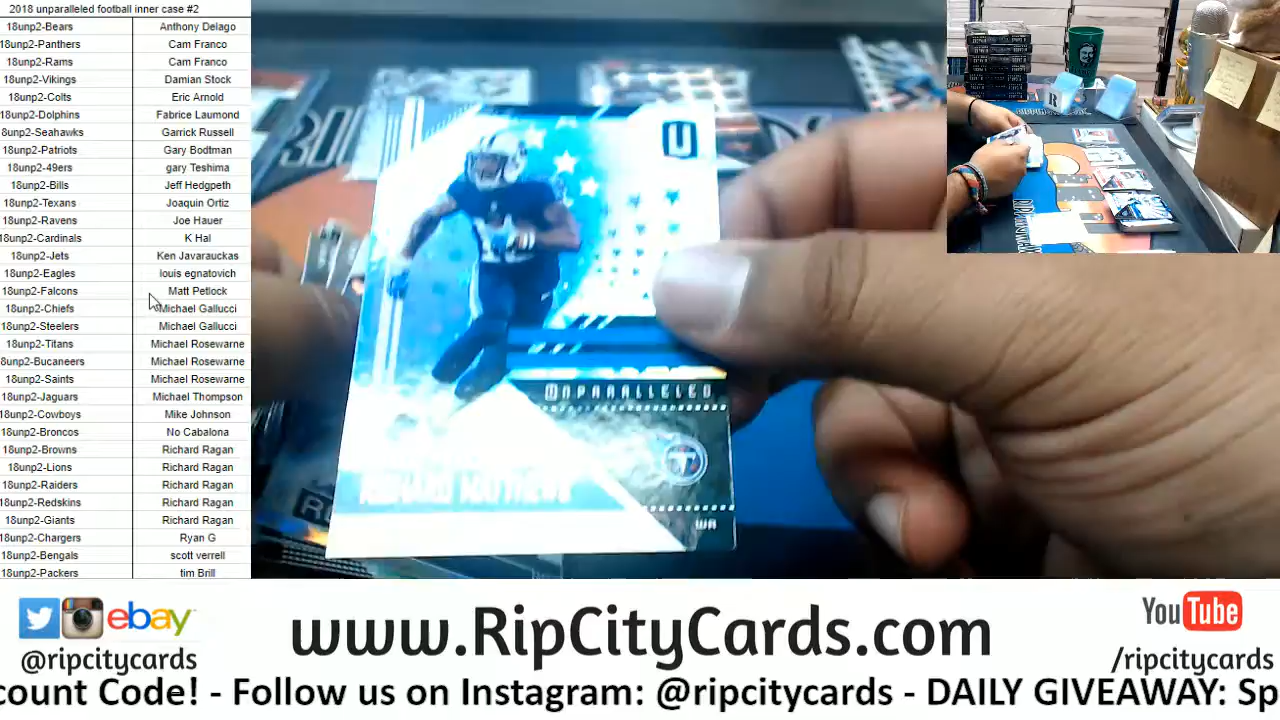 2018 unparalleled football inner case #2
18unp2-Bears Anthony Delago
18unp2-Panthers Cam Franco
18unp2-Rams Cam Franco
18unp2-Vikings Damian Stock
18unp2-Colts Eric Arnold
18unp2-Dolphins Fabrice Laumond
8unp2-Seahawks Garrick Russell
18unp2-Patriots Gary Bodtman
18unp2-49ers gary Teshima
18unp2-Bills Jeff Hedgpeth
18unp2-Texans Joaquin Ortiz
18unp2-Ravens Joe Hauer
18unp2-Cardinals K Hal
18unp2-Jets Ken Javarauckas
18unp2-Eagles louis egnatovich
18unp2-Falcons Matt Petlock
18unp2-Chiefs Michael Gallucci
18unp2-Steelers Michael Gallucci
18unp2-Titans Michael Rosewarne
18unp2-Bucaneers Michael Rosewarne
18unp2-Saints Michael Rosewarne
18unp2-Jaguars Michael Thompson
18unp2-Cowboys Mike Johnson
18unp2-Broncos No Cabalona
18unp2-Browns Richard Ragan
18unp2-Lions Richard Ragan
18unp2-Raiders Richard Ragan
18unp2-Redskins Richard Ragan
18unp2-Giants Richard Ragan
18unp2-Chargers Ryan G
18unp2-Bengals scott verrell
18unp2-Packers tim Brill
UNPARALLELED
RISHARD MATTHEWS
WR
ebay
@ripcitycards
www.RipCityCards.com
YouTube
/ripcitycards
count Code! - Follow us on Instagram: @ripcitycards - DAILY GIVEAWAY: Sp